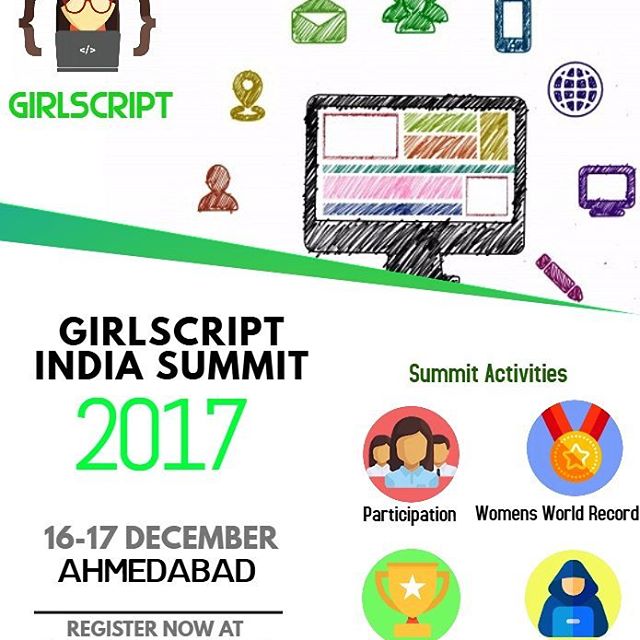 </>
GIRLSCRIPT
GIRLSCRIPT
INDIA SUMMIT
2017
16-17 DECEMBER
AHMEDABAD
REGISTER NOW AT
Summit Activities
Participation
Womens World Record